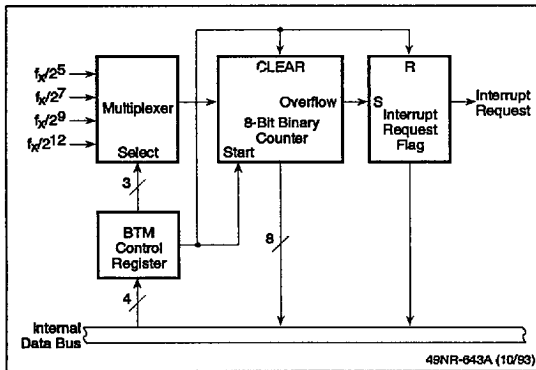 fX/2^5
fX/2^7
fX/2^9
fX/2^12
Multiplexer
Select
CLEAR
Overflow
8-Bit Binary
Counter
Start
R
S
Interrupt
Request
Flag
Interrupt
Request
3
BTM
Control
Register
8
4
Internal
Data Bus
49NR-643A (10/93)